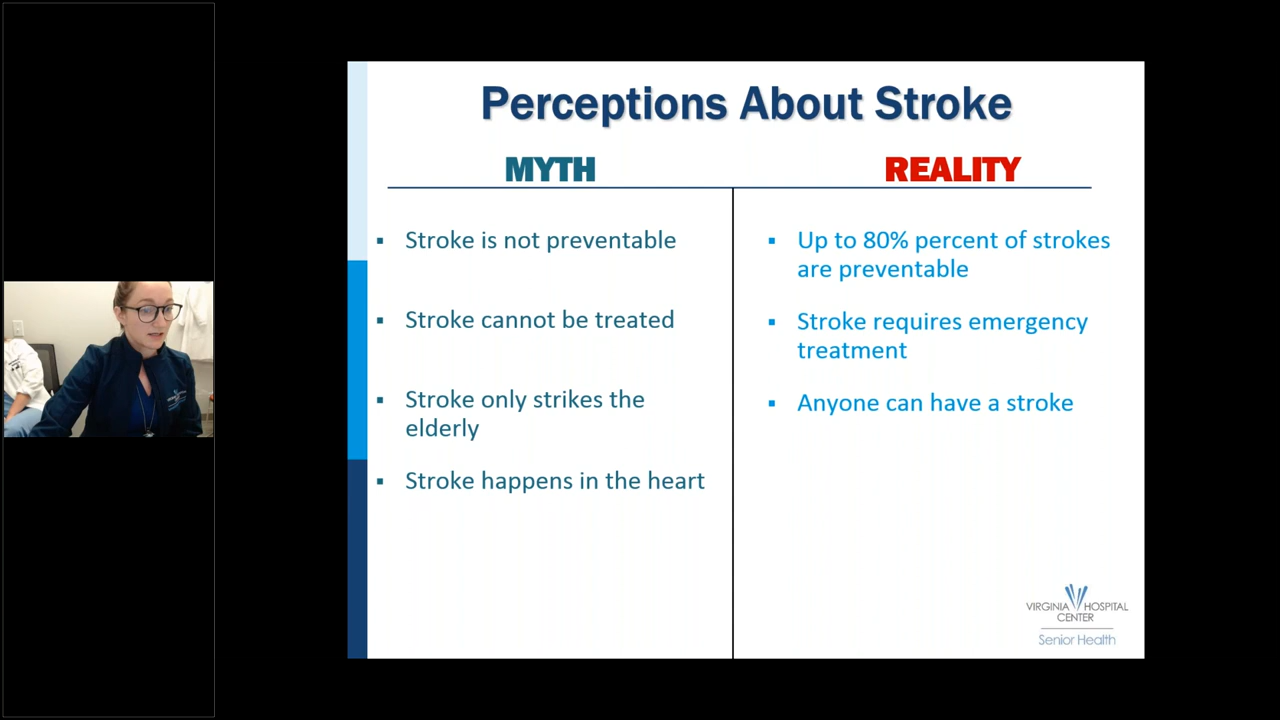 Perceptions About Stroke
MYTH
REALITY
▪ Stroke is not preventable
▪ Stroke cannot be treated
▪ Stroke only strikes the
elderly
▪ Stroke happens in the heart
▪ Up to 80% percent of strokes
are preventable
▪ Stroke requires emergency
treatment
▪ Anyone can have a stroke
VIRGINIA HOSPITAL
CENTER
Senior Health